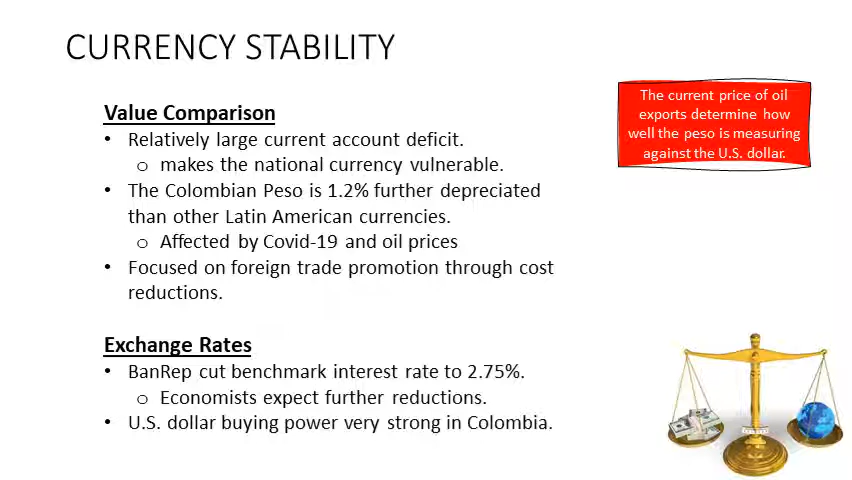 CURRENCY STABILITY
Value Comparison
• Relatively large current account deficit.
o makes the national currency vulnerable.
• The Colombian Peso is 1.2% further depreciated
than other Latin American currencies.
o Affected by Covid-19 and oil prices
• Focused on foreign trade promotion through cost
reductions.
Exchange Rates
• BanRep cut benchmark interest rate to 2.75%.
o Economists expect further reductions.
• U.S. dollar buying power very strong in Colombia.
The current price of oil
exports determine how
well the peso is measuring
against the U.S. dollar.